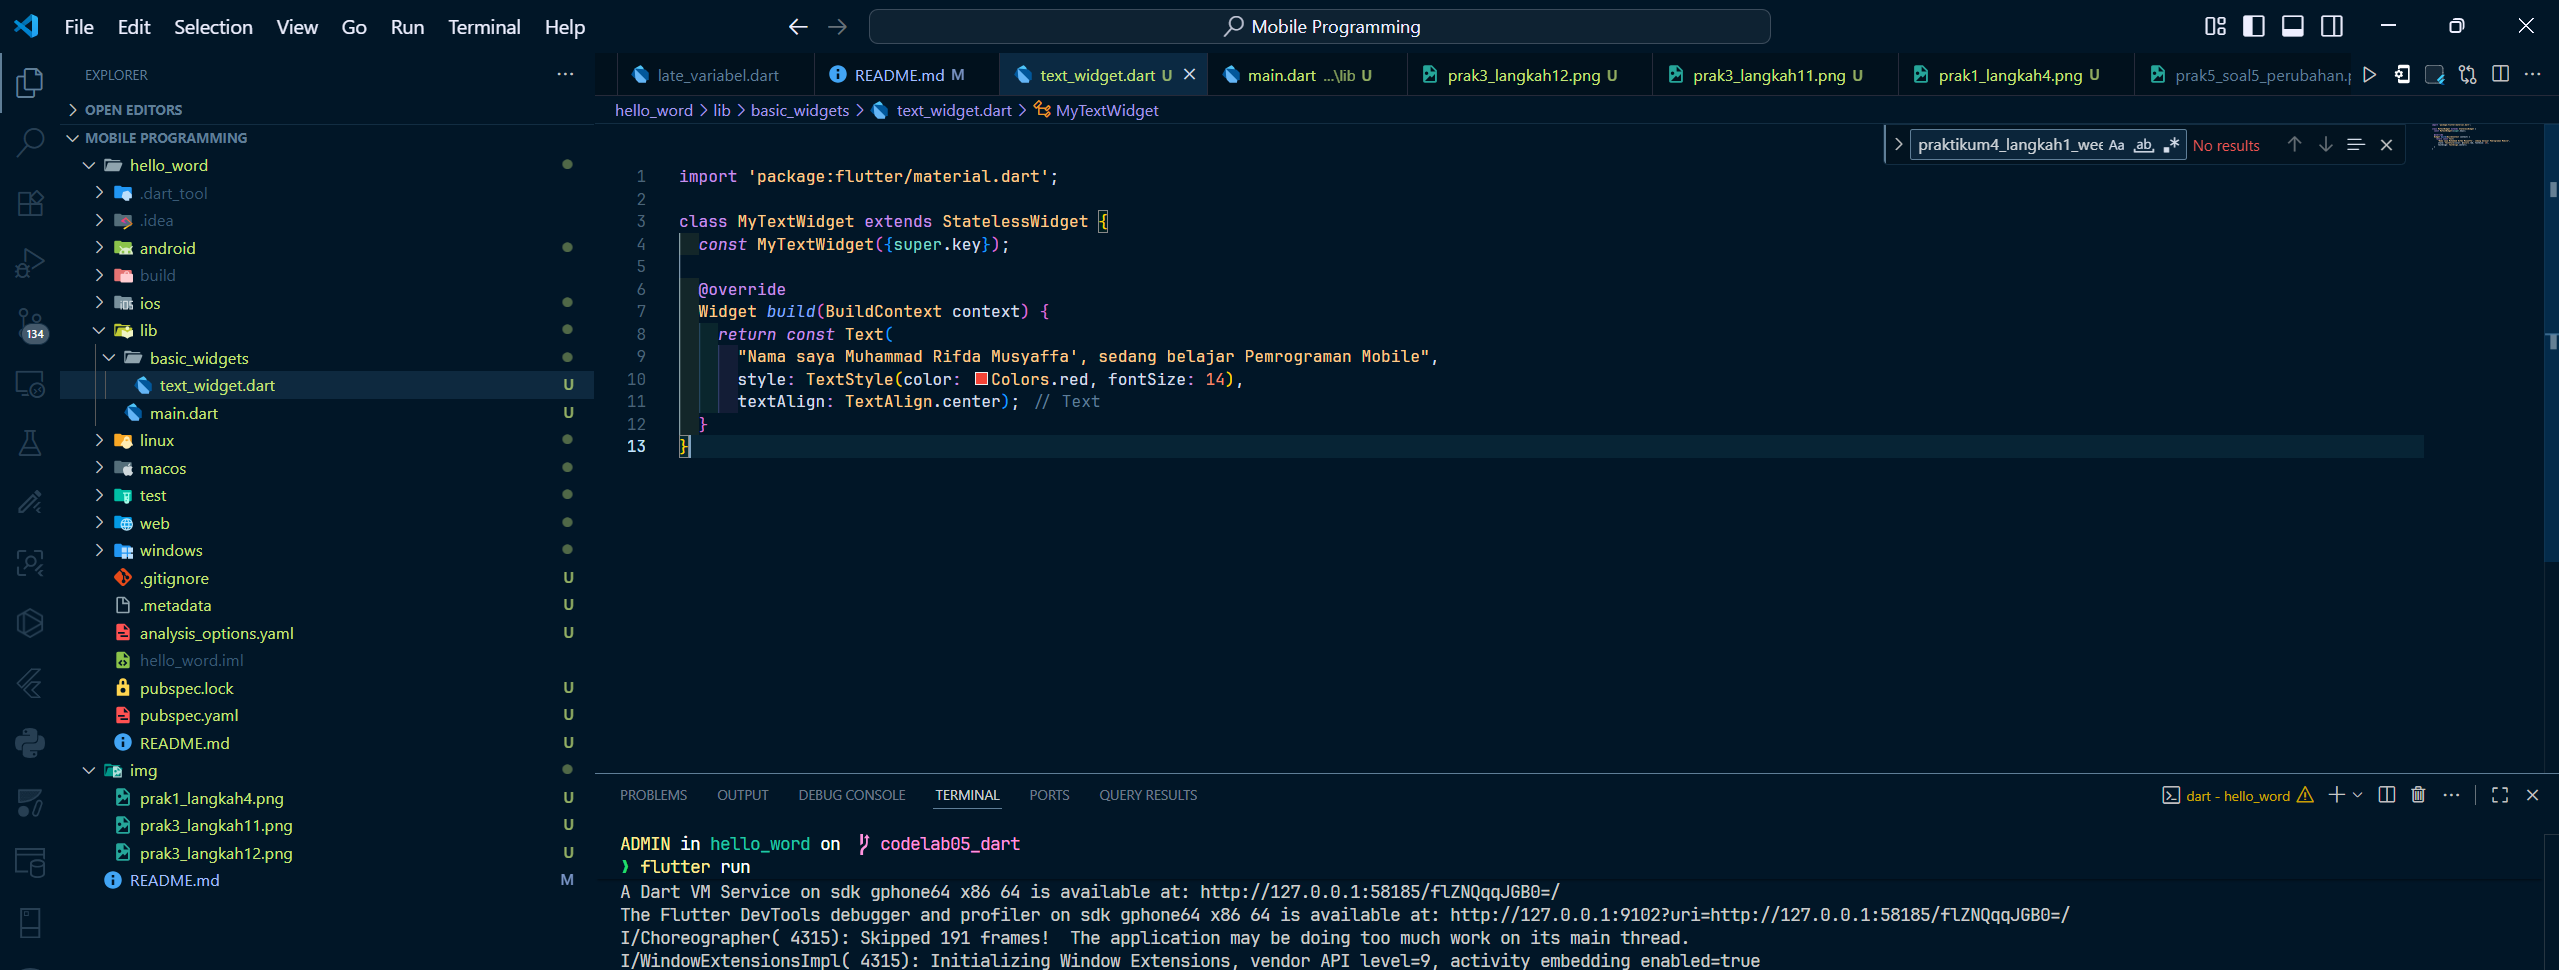 File Edit Selection View Go Run Terminal Help
Mobile Programming
EXPLORER
late_variabel.dart
README.md M
text_widget.dart U
main.dart ...\lib U
prak3_langkah12.png U
prak3_langkah11.png U
prak1_langkah4.png U
prak5_soal5_perubahan.p
OPEN EDITORS
MOBILE PROGRAMMING
hello_word
.dart_tool
.idea
android
build
ios
lib
basic_widgets
text_widget.dart U
main.dart U
linux
macos
test
web
windows
.gitignore U
.metadata U
analysis_options.yaml U
hello_word.iml
pubspec.lock U
pubspec.yaml U
README.md U
img
prak1_langkah4.png U
prak3_langkah11.png U
prak3_langkah12.png U
README.md M
134
hello_word > lib > basic_widgets > text_widget.dart > MyTextWidget
praktikum4_langkah1_wee Aa ab .* No results
1 import 'package:flutter/material.dart';
2
3 class MyTextWidget extends StatelessWidget {
4 const MyTextWidget({super.key});
5
6 @override
7 Widget build(BuildContext context) {
8 return const Text(
9 "Nama saya Muhammad Rifda Musyaffa', sedang belajar Pemrograman Mobile",
10 style: TextStyle(color: Colors.red, fontSize: 14),
11 textAlign: TextAlign.center); // Text
12 }
13 }
PROBLEMS OUTPUT DEBUG CONSOLE TERMINAL PORTS QUERY RESULTS
dart - hello_word
ADMIN in hello_word on codelab05_dart
❯ flutter run
A Dart VM Service on sdk gphone64 x86 64 is available at: http://127.0.0.1:58185/flZNQqqJGB0=/
The Flutter DevTools debugger and profiler on sdk gphone64 x86 64 is available at: http://127.0.0.1:9102?uri=http://127.0.0.1:58185/flZNQqqJGB0=/
I/Choreographer( 4315): Skipped 191 frames!  The application may be doing too much work on its main thread.
I/WindowExtensionsImpl( 4315): Initializing Window Extensions, vendor API level=9, activity embedding enabled=true